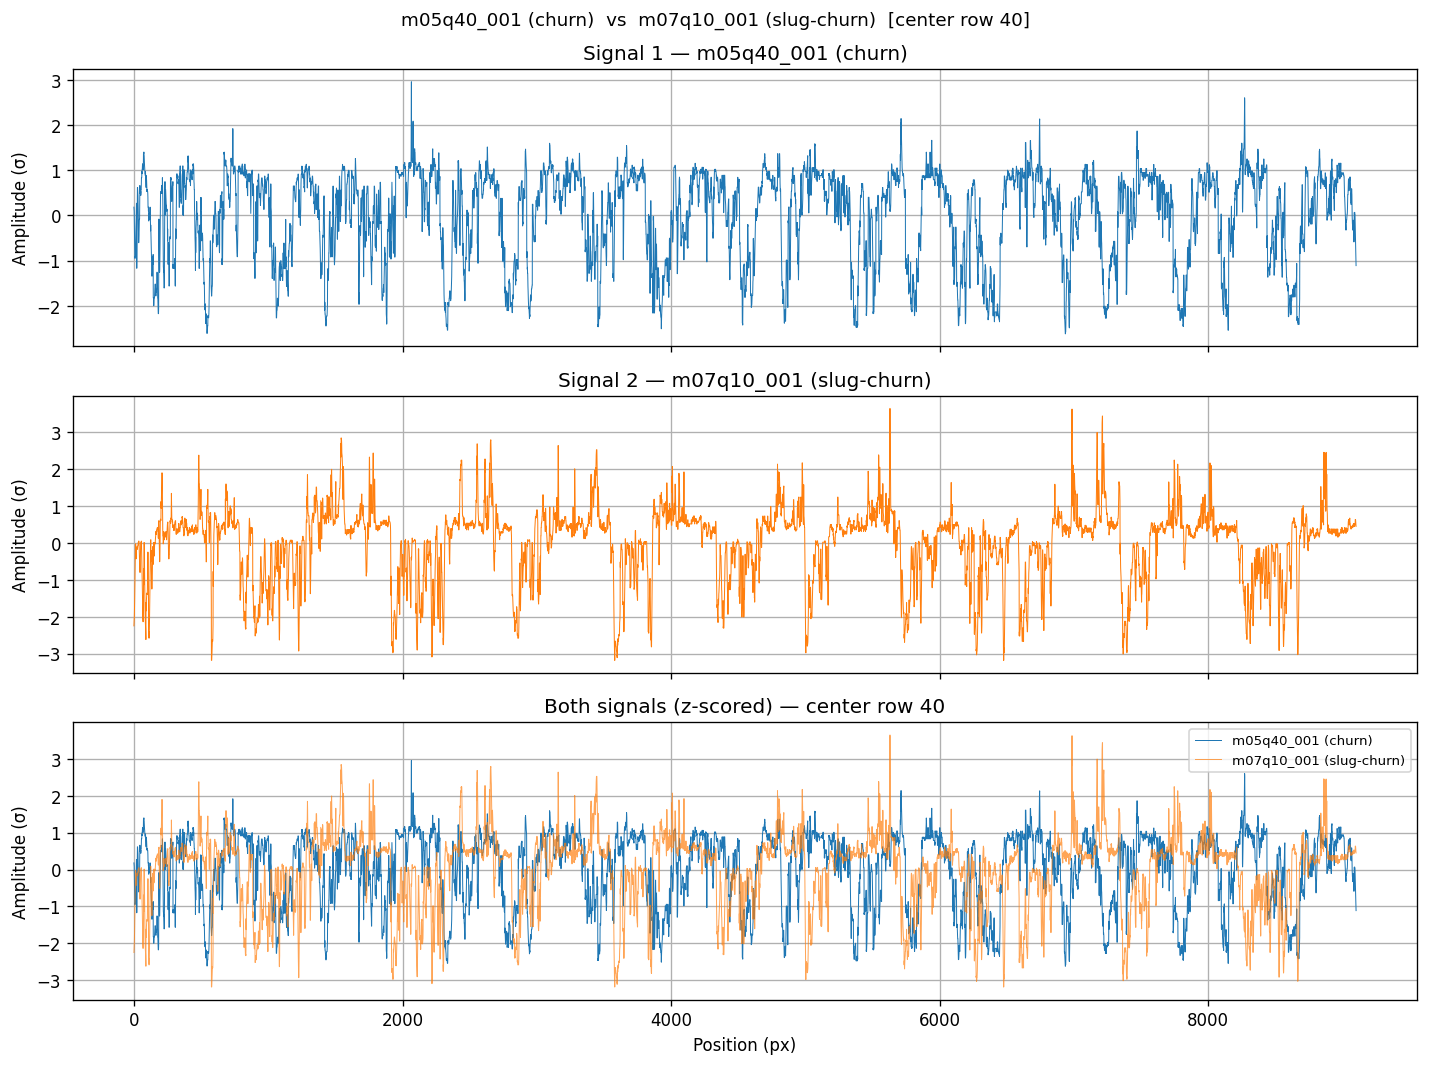 m05q40_001 (churn)  vs  m07q10_001 (slug-churn)  [center row 40]
Signal 1 — m05q40_001 (churn)
Amplitude (σ)
3
2
1
0
−1
−2
Signal 2 — m07q10_001 (slug-churn)
Amplitude (σ)
3
2
1
0
−1
−2
−3
Both signals (z-scored) — center row 40
Amplitude (σ)
3
2
1
0
−1
−2
−3
m05q40_001 (churn)
m07q10_001 (slug-churn)
0 2000 4000 6000 8000
Position (px)